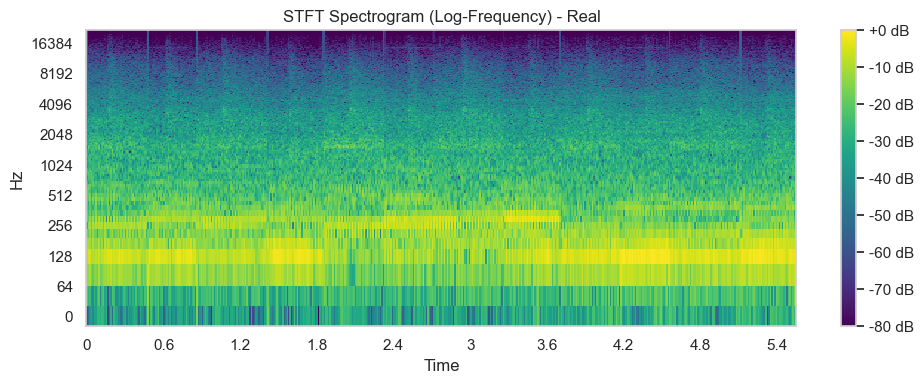 STFT Spectrogram (Log-Frequency) - Real
Hz
16384
8192
4096
2048
1024
512
256
128
64
0
0 0.6 1.2 1.8 2.4 3 3.6 4.2 4.8 5.4
Time
+0 dB
-10 dB
-20 dB
-30 dB
-40 dB
-50 dB
-60 dB
-70 dB
-80 dB